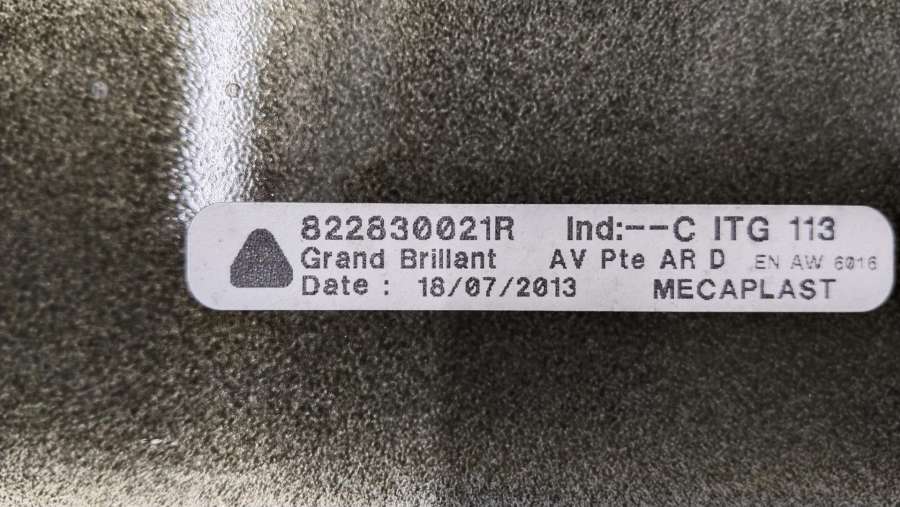 822830021R Ind:--C ITG 113
Grand Brillant AV Pte AR D EN AW 6016
Date : 18/07/2013 MECAPLAST